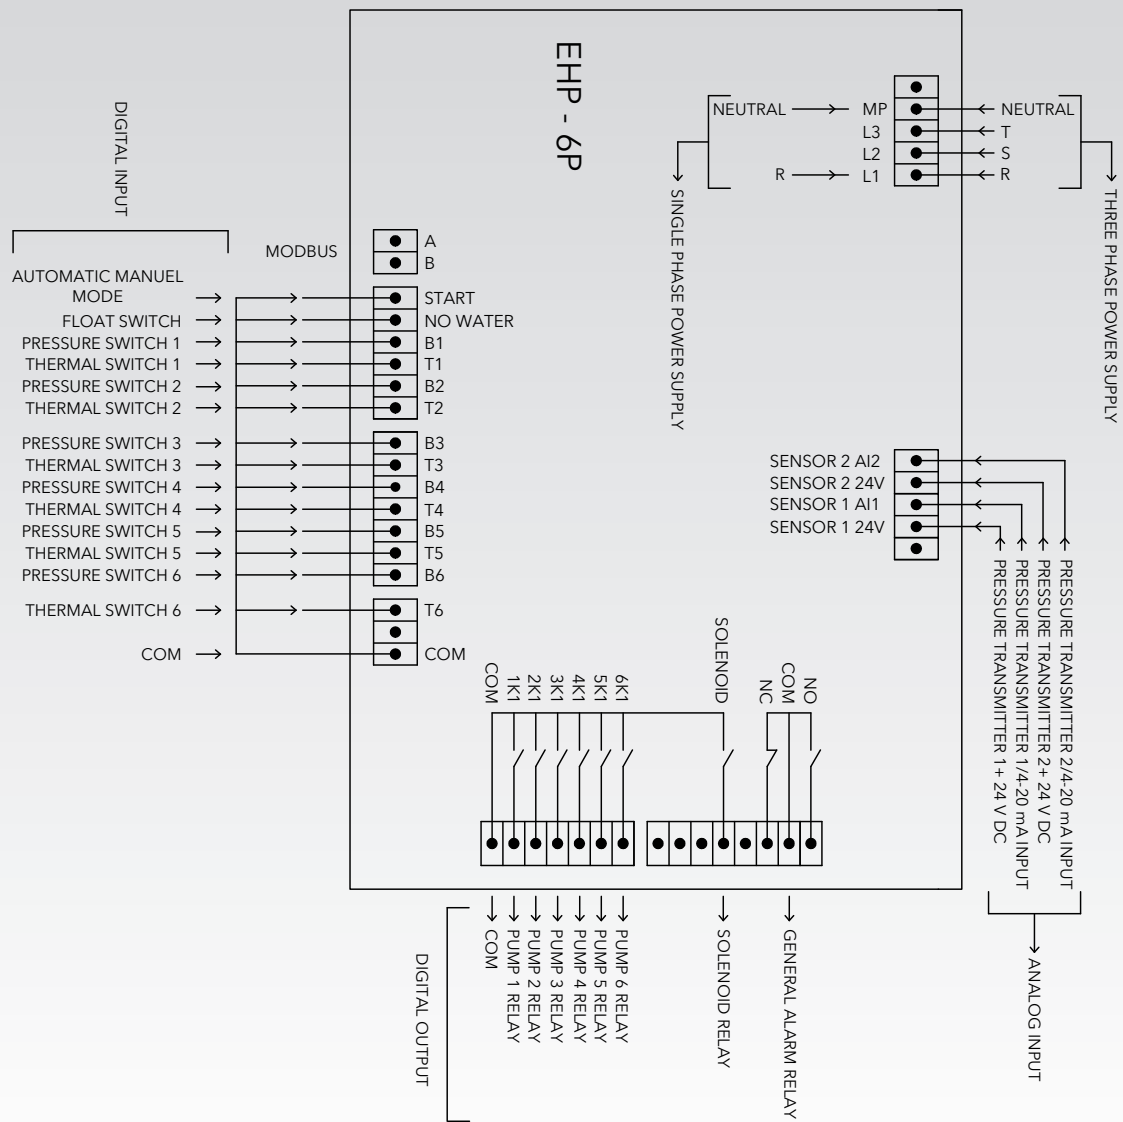 EHP - 6P
DIGITAL INPUT
MODBUS
A
B
AUTOMATIC MANUEL
MODE
START
FLOAT SWITCH
NO WATER
PRESSURE SWITCH 1
B1
THERMAL SWITCH 1
T1
PRESSURE SWITCH 2
B2
THERMAL SWITCH 2
T2
PRESSURE SWITCH 3
B3
THERMAL SWITCH 3
T3
PRESSURE SWITCH 4
B4
THERMAL SWITCH 4
T4
PRESSURE SWITCH 5
B5
THERMAL SWITCH 5
T5
PRESSURE SWITCH 6
B6
THERMAL SWITCH 6
T6
COM
COM
NEUTRAL
MP
NEUTRAL
L3
T
L2
S
R
L1
R
SINGLE PHASE POWER SUPPLY
THREE PHASE POWER SUPPLY
SENSOR 2 AI2
SENSOR 2 24V
SENSOR 1 AI1
SENSOR 1 24V
PRESSURE TRANSMITTER 1+ 24 V DC
PRESSURE TRANSMITTER 1/4-20 mA INPUT
PRESSURE TRANSMITTER 2+ 24 V DC
PRESSURE TRANSMITTER 2/4-20 mA INPUT
ANALOG INPUT
COM
1K1
2K1
3K1
4K1
5K1
6K1
SOLENOID
NC
COM
NO
COM
PUMP 1 RELAY
PUMP 2 RELAY
PUMP 3 RELAY
PUMP 4 RELAY
PUMP 5 RELAY
PUMP 6 RELAY
SOLENOID RELAY
GENERAL ALARM RELAY
DIGITAL OUTPUT